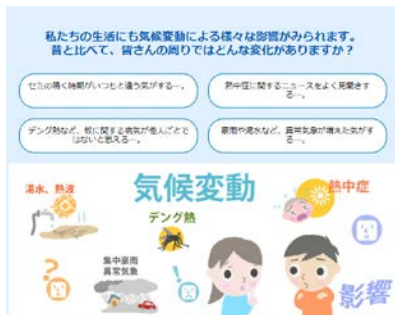 私たちの生活にも気候変動による様々な影響がみられます。
昔と比べて、皆さんの周りではどんな変化がありますか?
セミの鳴く時期がいつもと違う気がする…。
熱中症に関するニュースをよく見聞きす
る…。
デング熱など、蚊に関する病気が他人ごとで
はないと思える…。
豪雨や渇水など、異常気象が増えた気がす
る…。
気候変動
渇水、熱波
熱中症
デング熱
集中豪雨
異常気象
影響